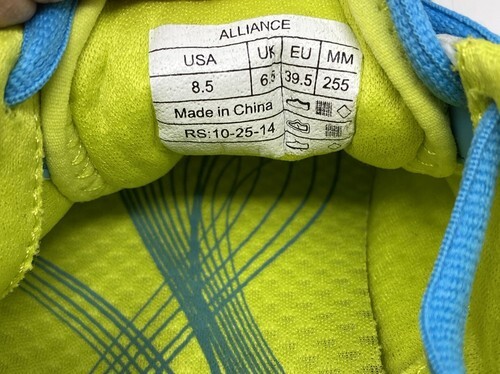 ALLIANCE
USA UK EU MM
8.5 6.5 39.5 255
Made in China
RS: 10-25-14